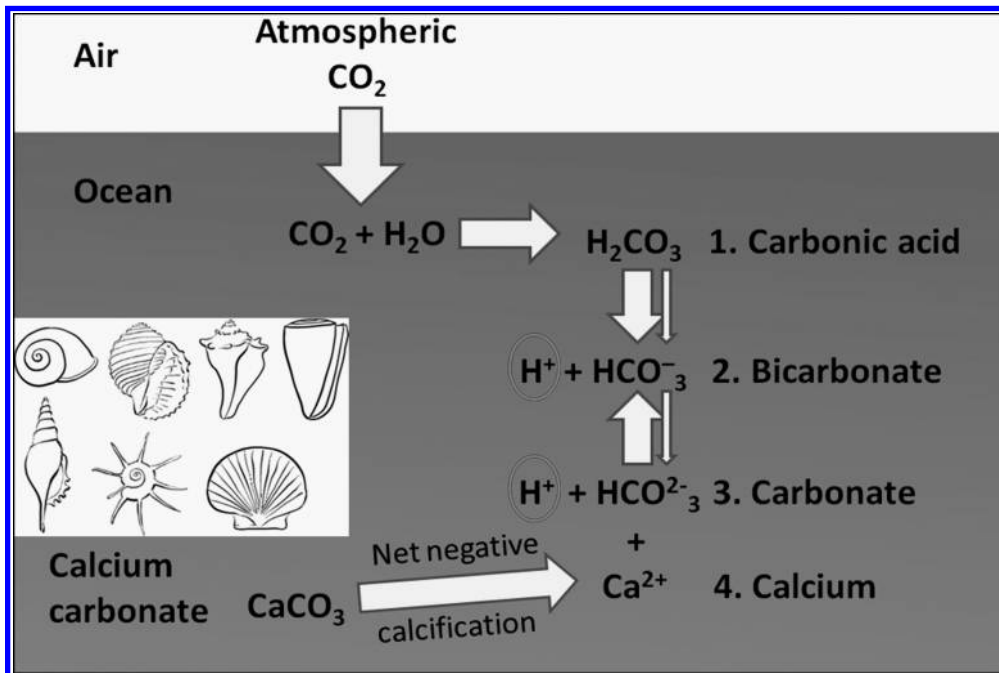 Air
Atmospheric
CO₂
Ocean
CO₂ + H₂O
H₂CO₃ 1. Carbonic acid
H⁺ + HCO⁻₃ 2. Bicarbonate
H⁺ + HCO²⁻₃ 3. Carbonate
+
Ca²⁺ 4. Calcium
Net negative
calcification
Calcium
carbonate CaCO₃